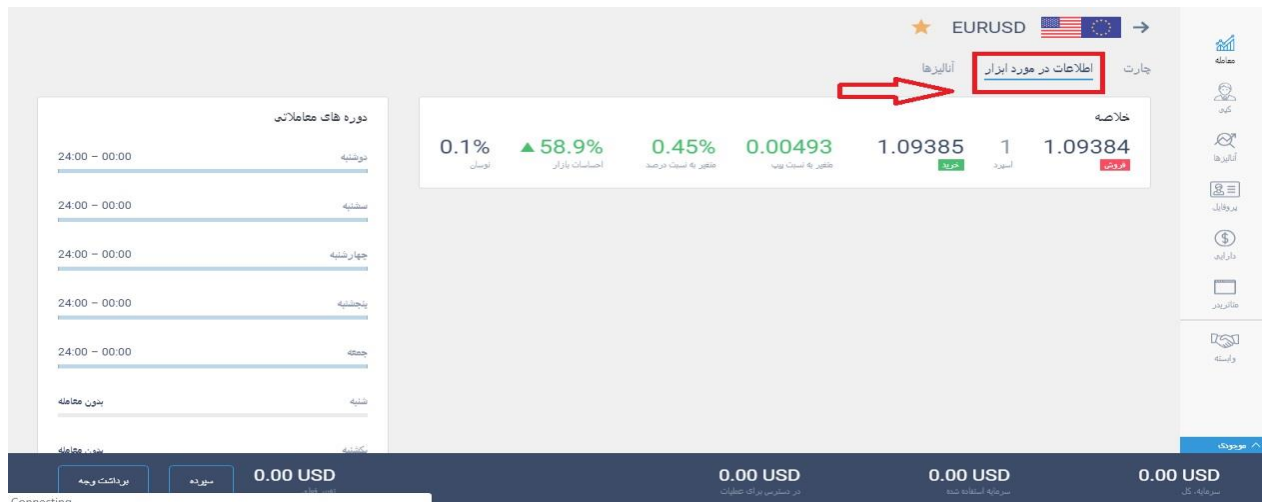 EURUSD
چارت
اطلاعات در مورد ابزار
آنالیزها
معامله
کپی
آنالیزها
پروفایل
دارایی
متاتریدر
وابسته
خلاصه
1.09384
فروش
1
اسپرد
1.09385
خرید
0.00493
متغیر به نسبت پیپ
0.45%
متغیر به نسبت درصد
▲ 58.9%
احساسات بازار
0.1%
نوسان
دوره های معاملاتی
دوشنبه 00:00 – 24:00
سشنبه 00:00 – 24:00
چهارشنبه 00:00 – 24:00
پنجشنبه 00:00 – 24:00
جمعه 00:00 – 24:00
شنبه بدون معامله
یکشنبه بدون معامله
موجودی
0.00 USD
سرمایه، کل
0.00 USD
سرمایه استفاده شده
0.00 USD
در دسترس برای عملیات
0.00 USD
سپرده
برداشت وجه
Connecting